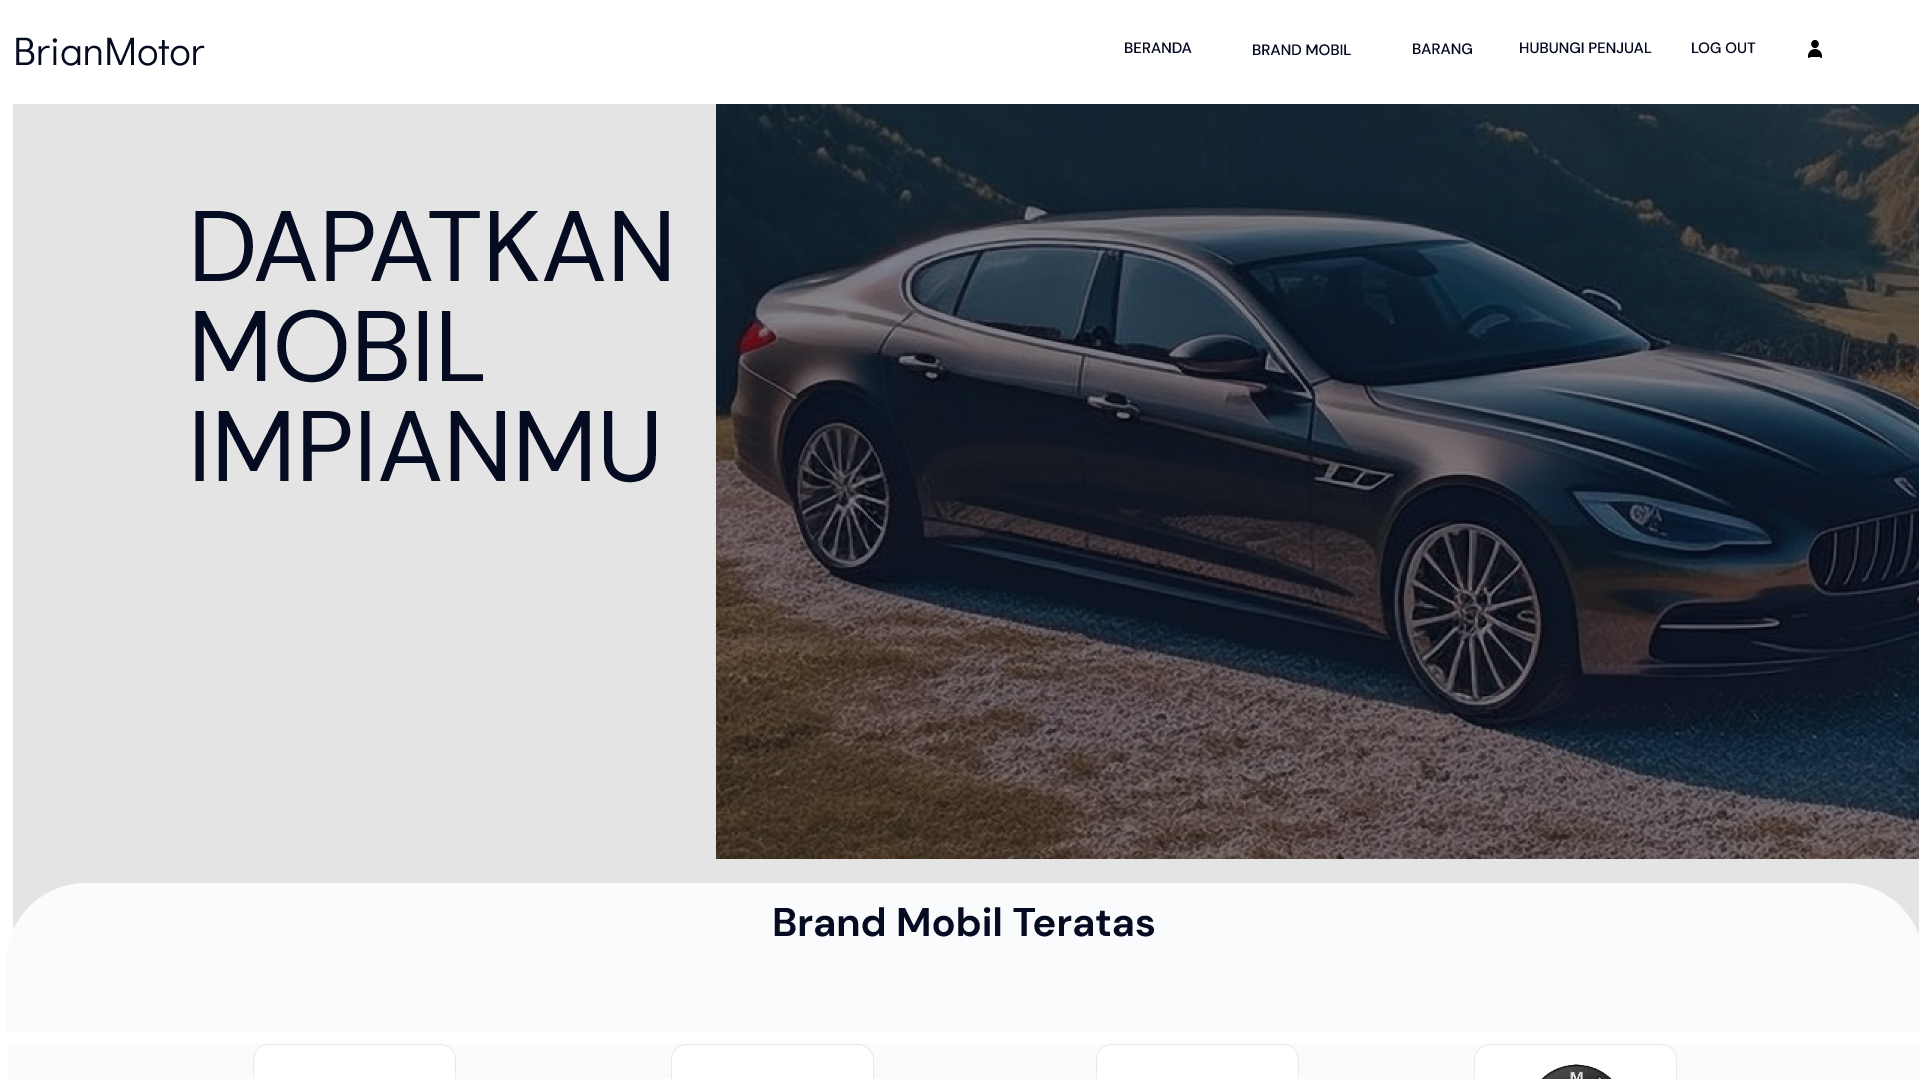 BrianMotor
BERANDA
BRAND MOBIL
BARANG
HUBUNGI PENJUAL
LOG OUT
DAPATKAN
MOBIL
IMPIANMU
Brand Mobil Teratas
M